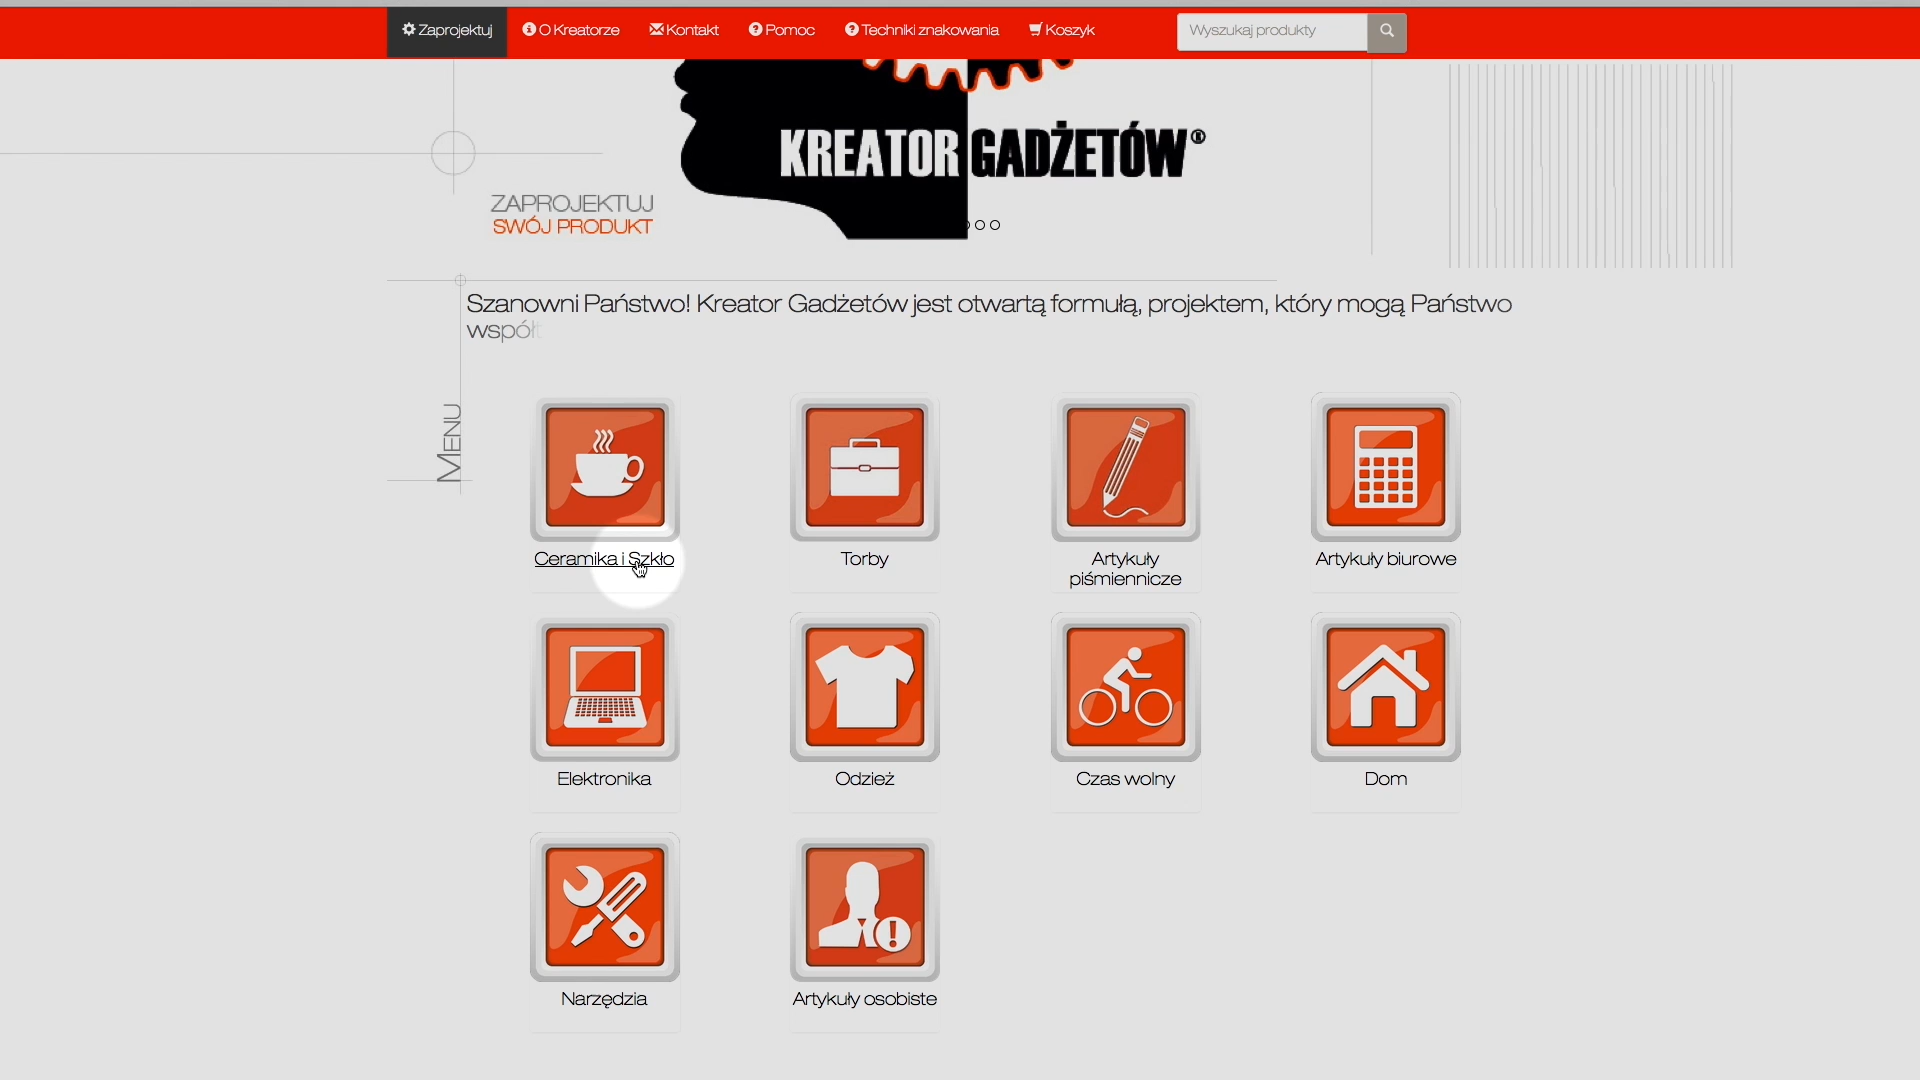 Zaprojektuj O Kreatorze Kontakt Pomoc Techniki znakowania Koszyk Wyszukaj produkty
KREATOR GADŻETÓW®
ZAPROJEKTUJ
SWÓJ PRODUKT
Szanowni Państwo! Kreator Gadżetów jest otwartą formułą, projektem, który mogą Państwo
współ
MENU
Ceramika i Szkło
Torby
Artykuły
piśmiennicze
Artykuły biurowe
Elektronika
Odzież
Czas wolny
Dom
Narzędzia
Artykuły osobiste